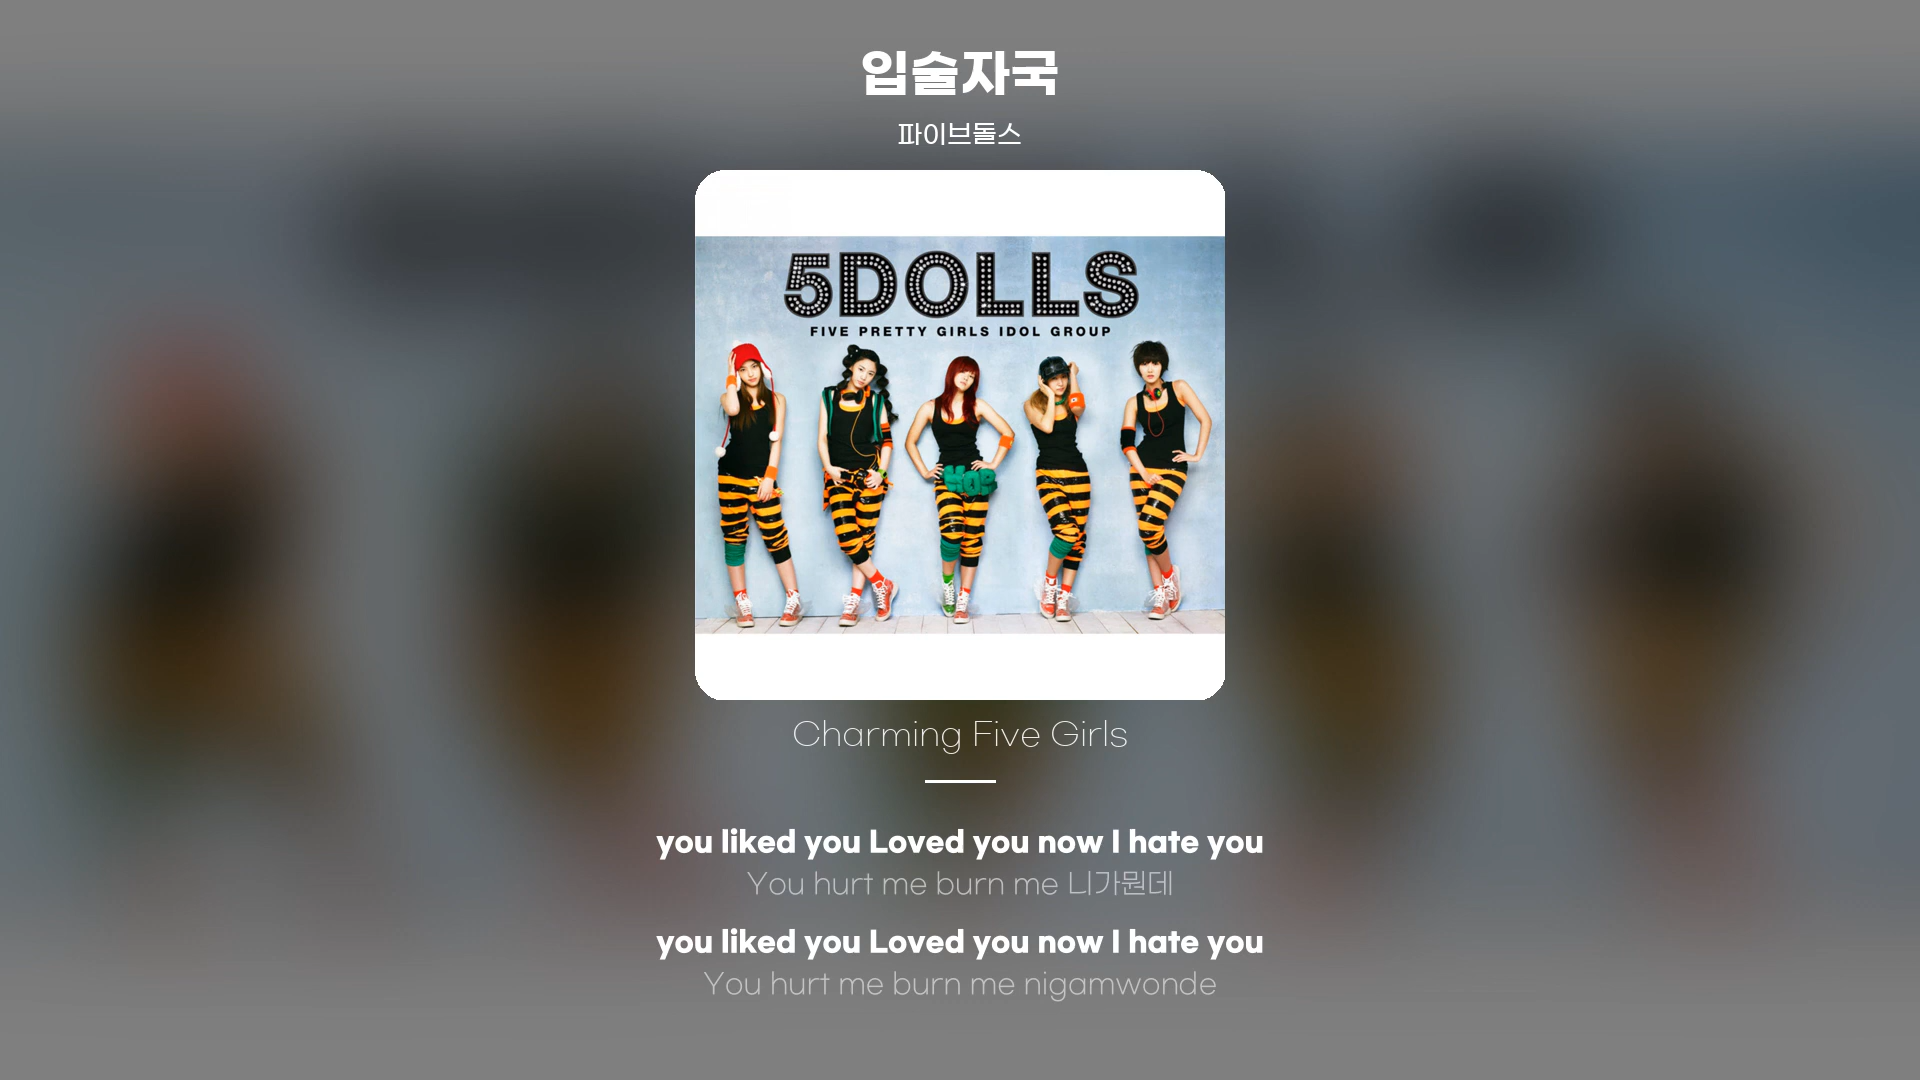 입술자국
파이브돌스
5DOLLS
FIVE PRETTY GIRLS IDOL GROUP
Charming Five Girls
you liked you Loved you now I hate you
You hurt me burn me 니가뭔데
you liked you Loved you now I hate you
You hurt me burn me nigamwonde